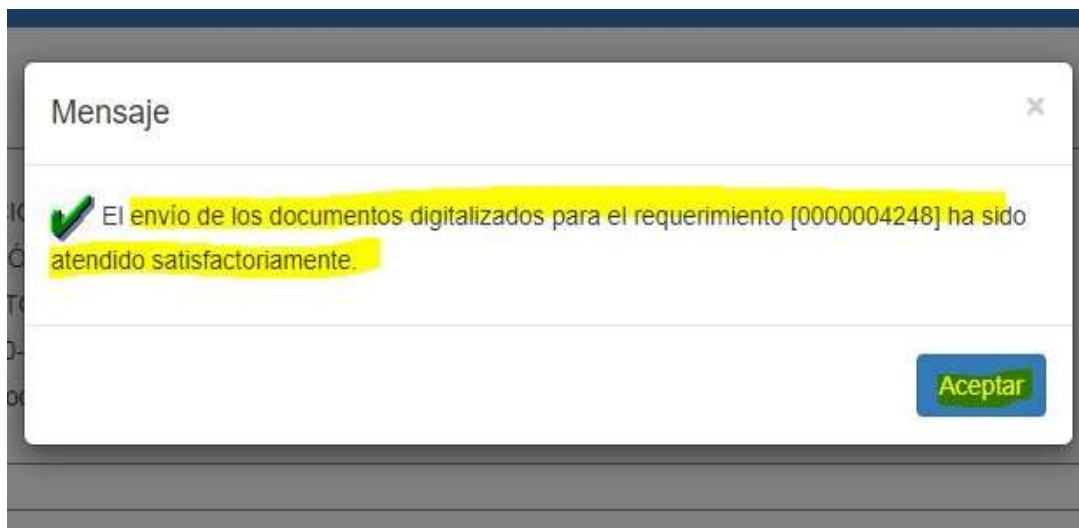 Mensaje
×
El envío de los documentos digitalizados para el requerimiento [0000004248] ha sido
atendido satisfactoriamente.
Aceptar